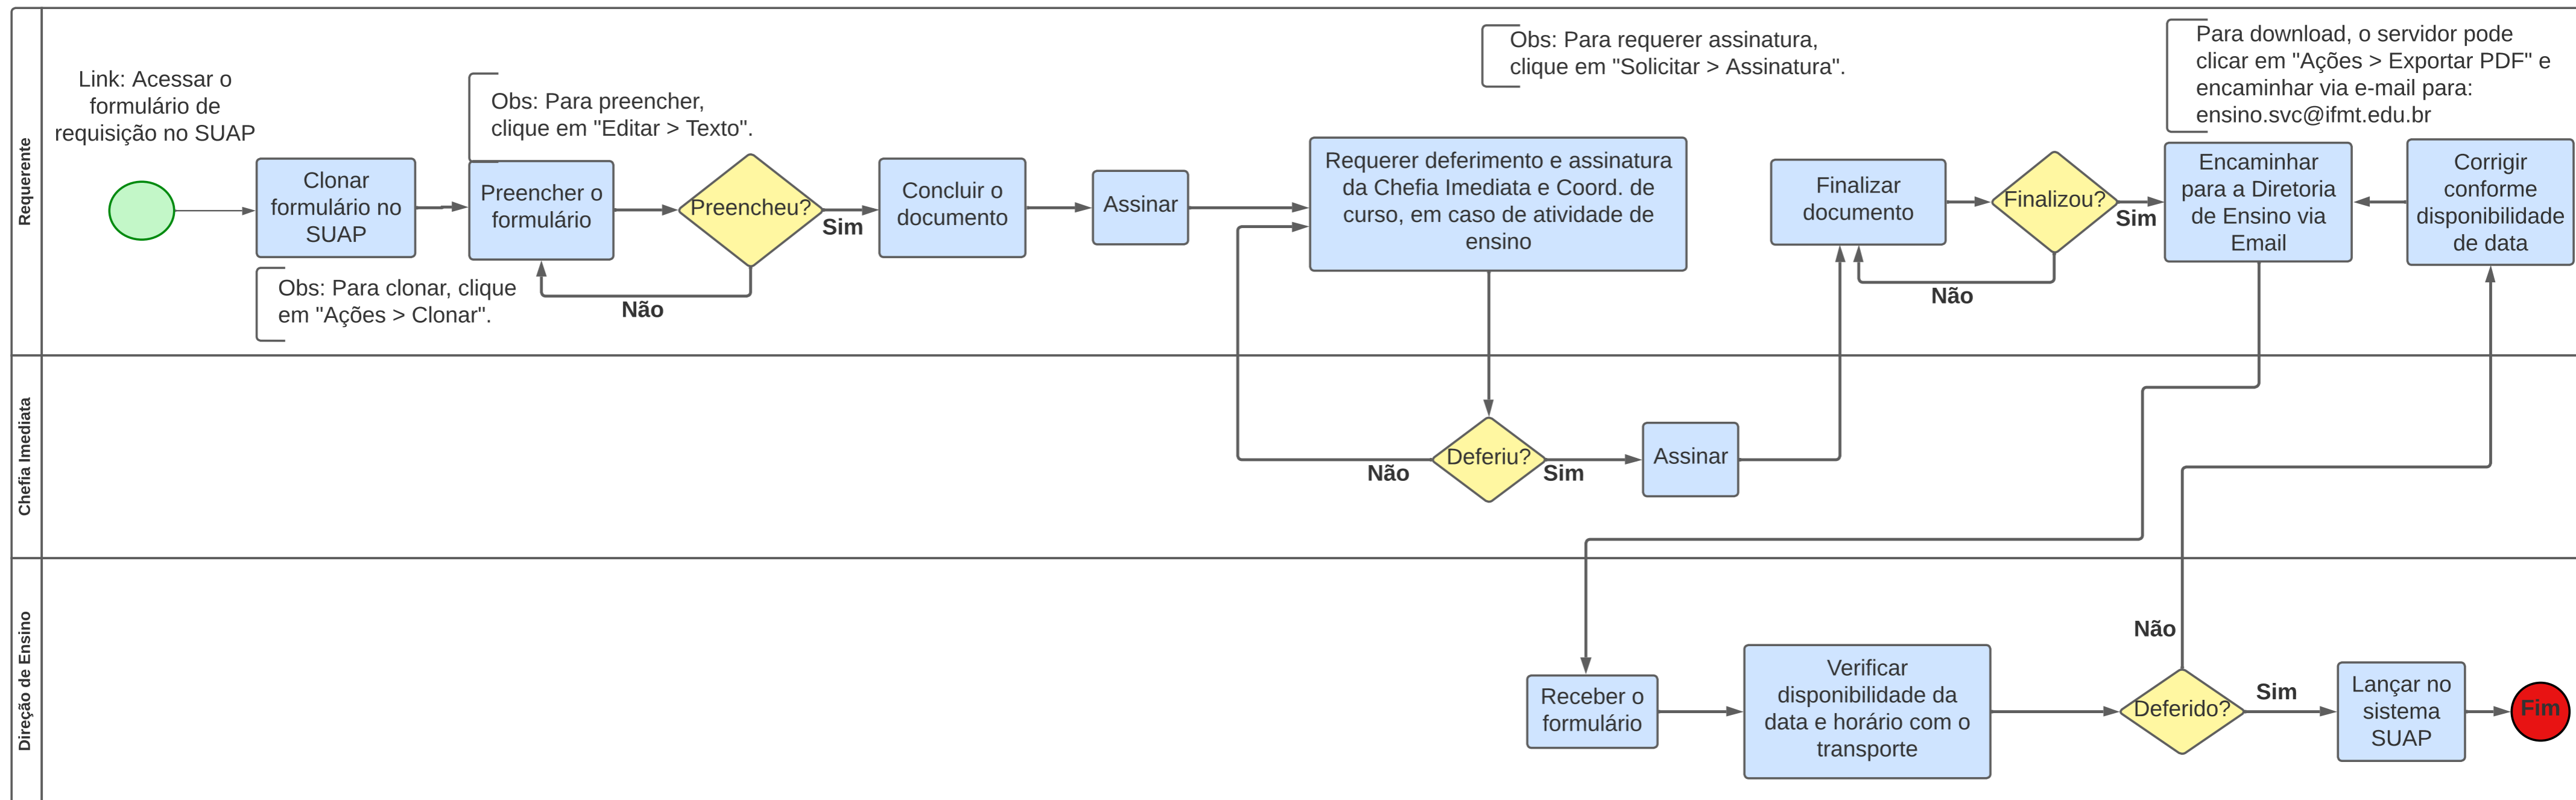 Requerente
Link: Acessar o
formulário de
requisição no SUAP
Clonar
formulário no
SUAP
Obs: Para clonar, clique
em "Ações > Clonar".
Obs: Para preencher,
clique em "Editar > Texto".
Preencher o
formulário
Preencheu?
Sim
Não
Concluir o
documento
Assinar
Obs: Para requerer assinatura,
clique em "Solicitar > Assinatura".
Requerer deferimento e assinatura
da Chefia Imediata e Coord. de
curso, em caso de atividade de
ensino
Finalizar
documento
Finalizou?
Sim
Não
Para download, o servidor pode
clicar em "Ações > Exportar PDF" e
encaminhar via e-mail para:
ensino.svc@ifmt.edu.br
Encaminhar
para a Diretoria
de Ensino via
Email
Corrigir
conforme
disponibilidade
de data
Chefia Imediata
Não
Deferiu?
Sim
Assinar
Direção de Ensino
Receber o
formulário
Verificar
disponibilidade da
data e horário com o
transporte
Não
Deferido?
Sim
Lançar no
sistema
SUAP
Fim